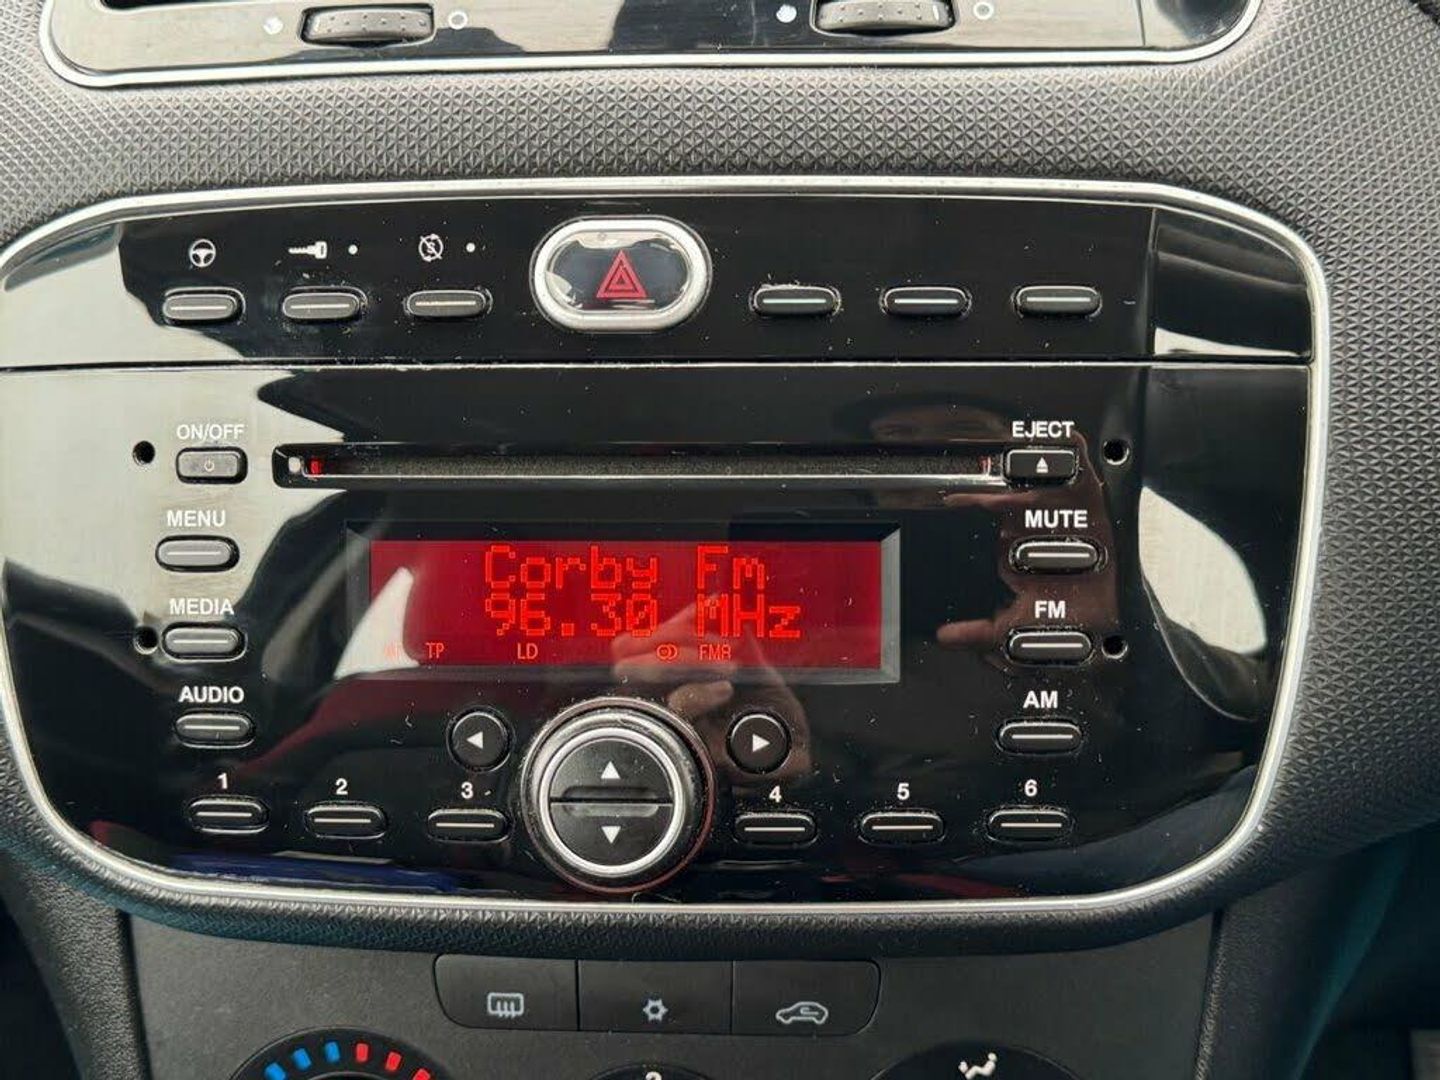 ON/OFF
EJECT
MENU
MUTE
Corby Fm
96.30 MHz
TP LD FMA
MEDIA
FM
AUDIO
AM
1 2 3 4 5 6